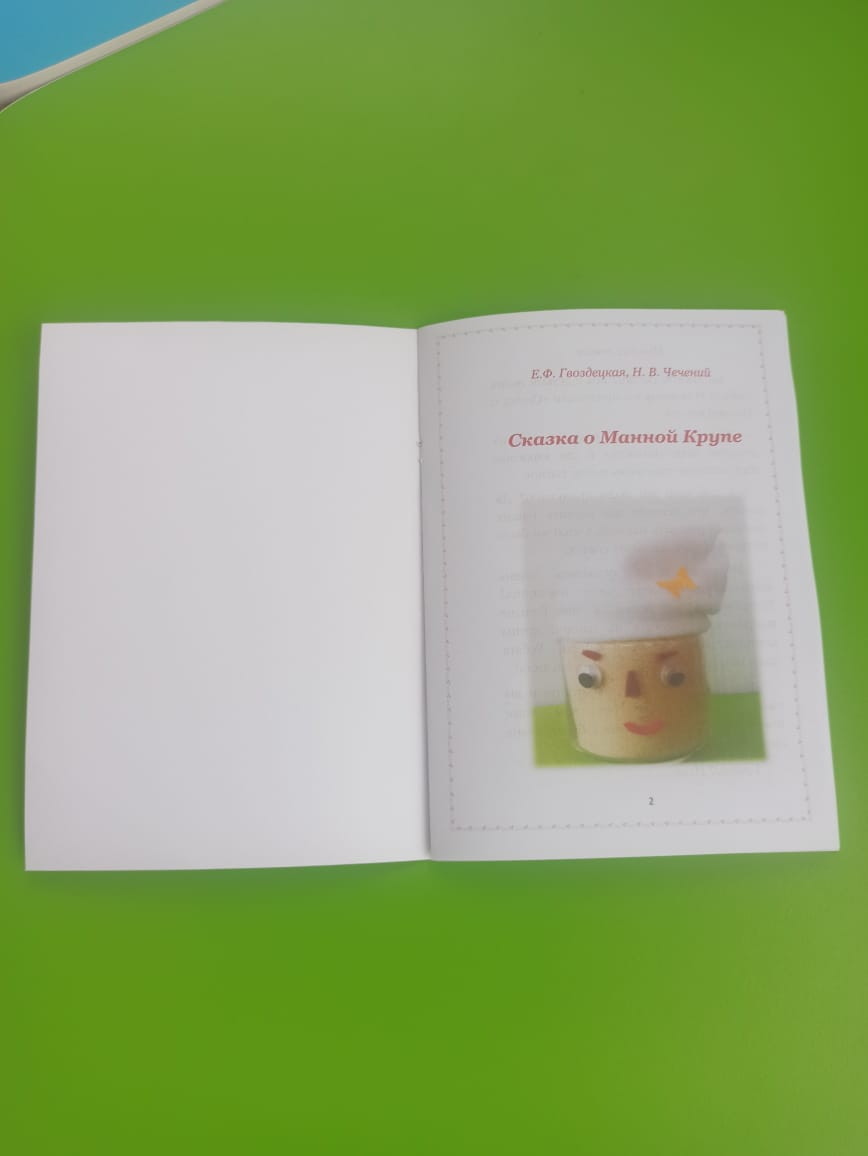 Е.Ф. Гвоздецкая, Н. В. Чечений
Сказка о Манной Крупе
2